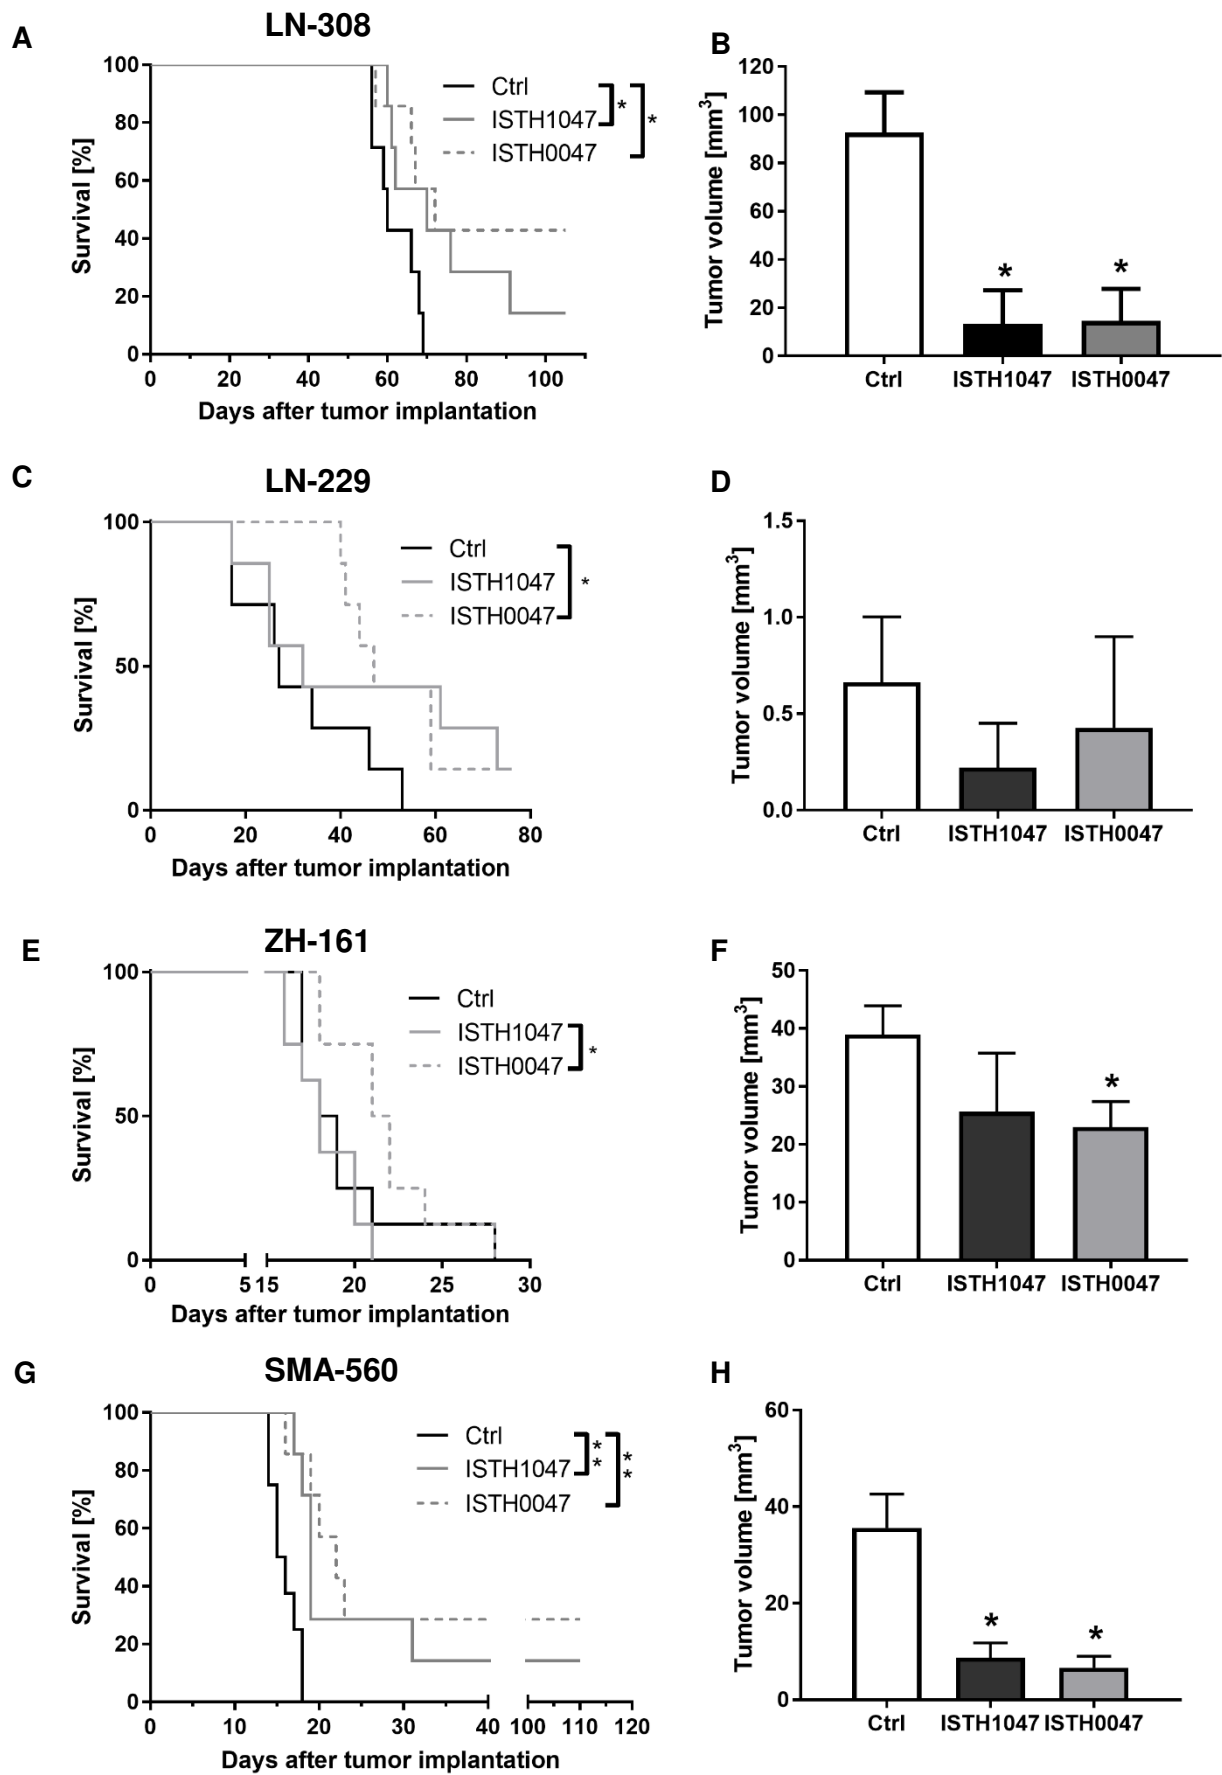 A
LN-308
Survival [%]
100
80
60
40
20
0
0 20 40 60 80 100
Days after tumor implantation
Ctrl
ISTH1047
ISTH0047
*
*
B
Tumor volume [mm³]
120
100
80
60
40
20
0
* *
Ctrl ISTH1047 ISTH0047
C
LN-229
Survival [%]
100
50
0
0 20 40 60 80
Days after tumor implantation
Ctrl
ISTH1047
ISTH0047
*
D
Tumor volume [mm³]
1.5
1.0
0.5
0.0
Ctrl ISTH1047 ISTH0047
E
ZH-161
Survival [%]
100
50
0
0 5 15 20 25 30
Days after tumor implantation
Ctrl
ISTH1047
ISTH0047
*
F
Tumor volume [mm³]
50
40
30
20
10
0
*
Ctrl ISTH1047 ISTH0047
G
SMA-560
Survival [%]
100
80
60
40
20
0
0 10 20 30 40 100 110 120
Days after tumor implantation
Ctrl
ISTH1047
ISTH0047
**
**
H
Tumor volume [mm³]
60
40
20
0
* *
Ctrl ISTH1047 ISTH0047